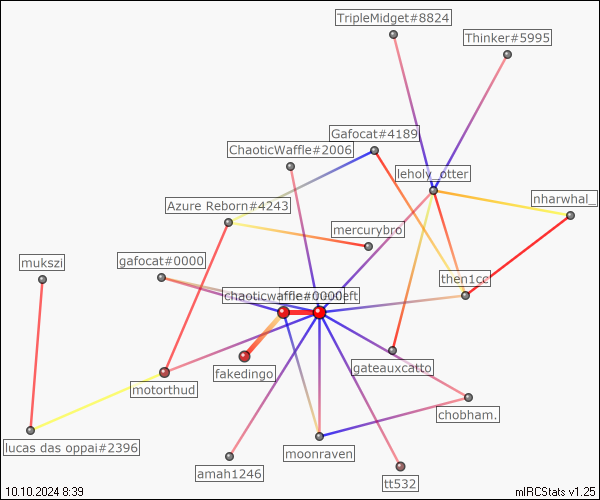 TripleMidget#8824
Thinker#5995
Gafocat#4189
ChaoticWaffle#2006
leholy_otter
nharwhal_
Azure Reborn#4243
mercurybro
gafocat#0000
mukszi
then1cc
chaoticwaffle#0000
gateauxcatto
fakedingo
motorthud
chobham.
lucas das oppai#2396
moonraven
amah1246
tt532
10.10.2024 8:39
mIRCStats v1.25